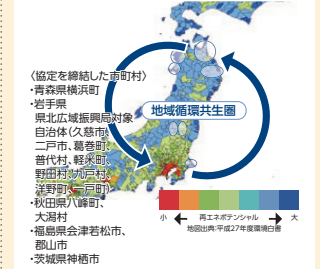 〈協定を締結した市町村〉
・青森県横浜町
・岩手県
県北広域振興局対象
自治体(久慈市、
二戸市、葛巻町、
普代村、軽米町、
野田村、九戸村、
洋野町、一戸町)
・秋田県八峰町、
大潟村
・福島県会津若松市、
郡山市
・茨城県神栖市
地域循環共生圏
小 再エネポテンシャル 大
地図出典:平成27年度環境白書